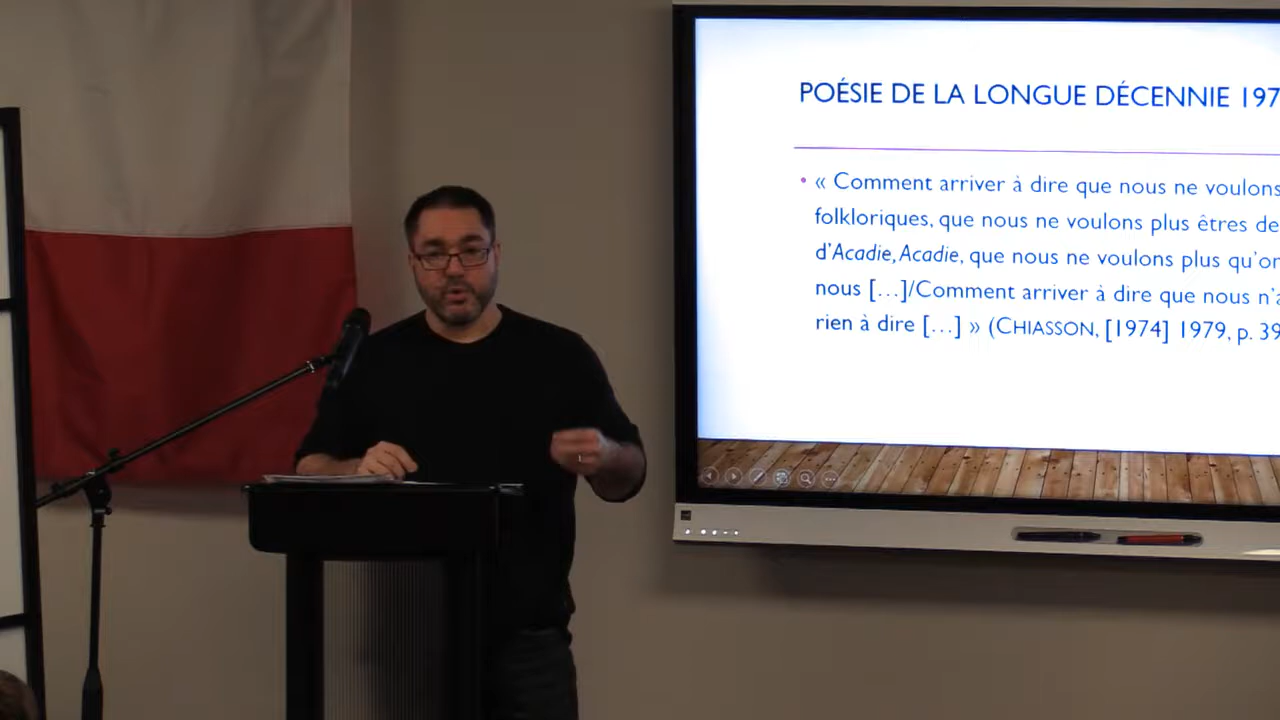 POÉSIE DE LA LONGUE DÉCENNIE 197
• « Comment arriver à dire que nous ne voulons
folkloriques, que nous ne voulons plus êtres de
d'Acadie, Acadie, que nous ne voulons plus qu'on
nous [...]/Comment arriver à dire que nous n'a
rien à dire [...] » (CHIASSON, [1974] 1979, p. 39